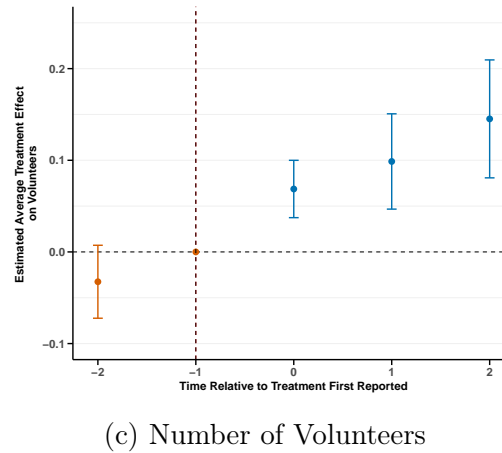 Estimated Average Treatment Effect
on Volunteers
0.2
0.1
0.0
−0.1
−2
−1
0
1
2
Time Relative to Treatment First Reported
(c) Number of Volunteers